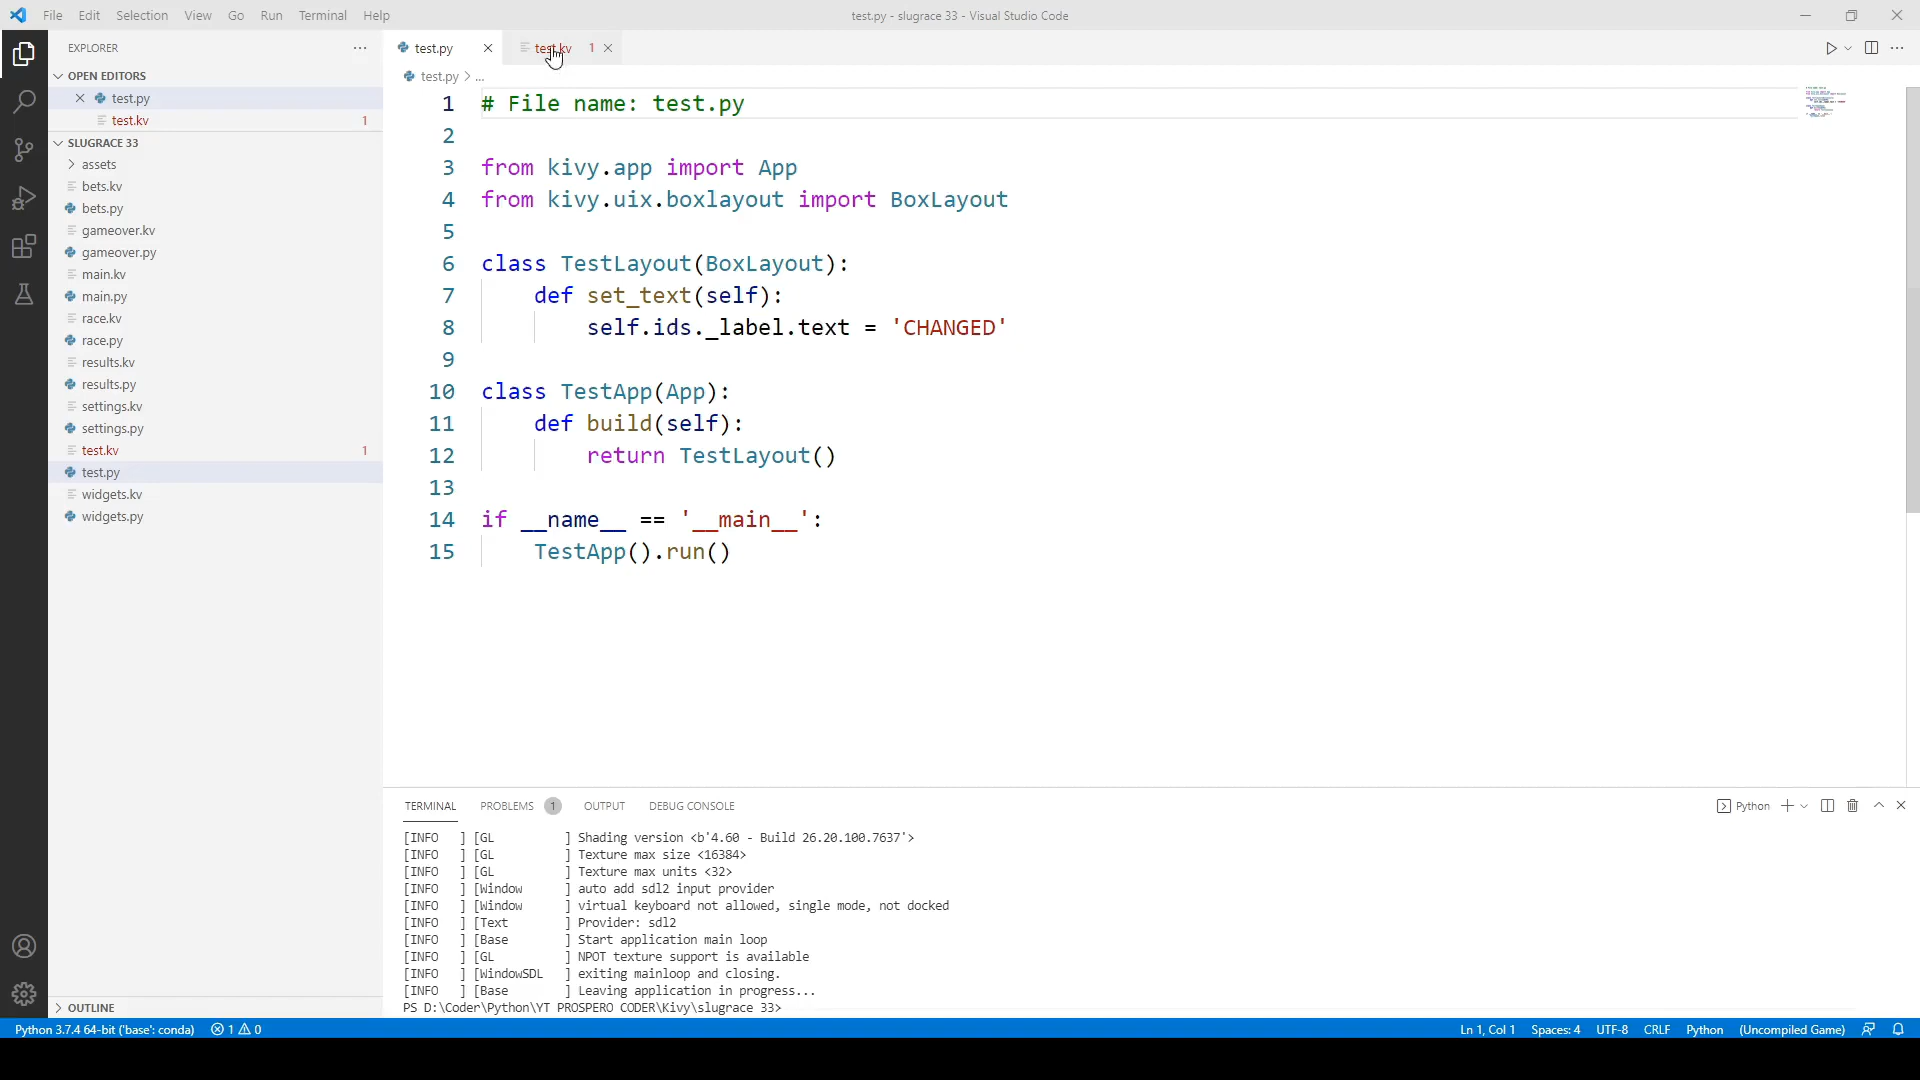 File Edit Selection View Go Run Terminal Help
test.py - slugrace 33 - Visual Studio Code
EXPLORER
OPEN EDITORS
test.py
test.kv 1
SLUGRACE 33
assets
bets.kv
bets.py
gameover.kv
gameover.py
main.kv
main.py
race.kv
race.py
results.kv
results.py
settings.kv
settings.py
test.kv 1
test.py
widgets.kv
widgets.py
OUTLINE
test.py test.kv 1
test.py > ...
1 # File name: test.py
2
3 from kivy.app import App
4 from kivy.uix.boxlayout import BoxLayout
5
6 class TestLayout(BoxLayout):
7 def set_text(self):
8 self.ids._label.text = 'CHANGED'
9
10 class TestApp(App):
11 def build(self):
12 return TestLayout()
13
14 if __name__ == '__main__':
15 TestApp().run()
TERMINAL PROBLEMS 1 OUTPUT DEBUG CONSOLE Python
[INFO ] [GL ] Shading version <b'4.60 - Build 26.20.100.7637'>
[INFO ] [GL ] Texture max size <16384>
[INFO ] [GL ] Texture max units <32>
[INFO ] [Window ] auto add sdl2 input provider
[INFO ] [Window ] virtual keyboard not allowed, single mode, not docked
[INFO ] [Text ] Provider: sdl2
[INFO ] [Base ] Start application main loop
[INFO ] [GL ] NPOT texture support is available
[INFO ] [WindowSDL ] exiting mainloop and closing.
[INFO ] [Base ] Leaving application in progress...
PS D:\Coder\Python\YT PROSPERO CODER\Kivy\slugrace 33>
Python 3.7.4 64-bit ('base': conda) 1 0 Ln 1, Col 1 Spaces: 4 UTF-8 CRLF Python (Uncompiled Game)